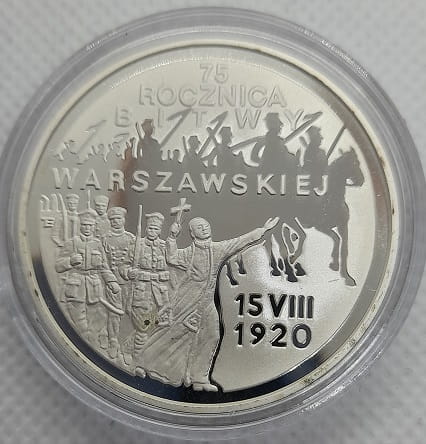 75
ROCZNICA
BITWY
WARSZAWSKIEJ
15 VIII
1920